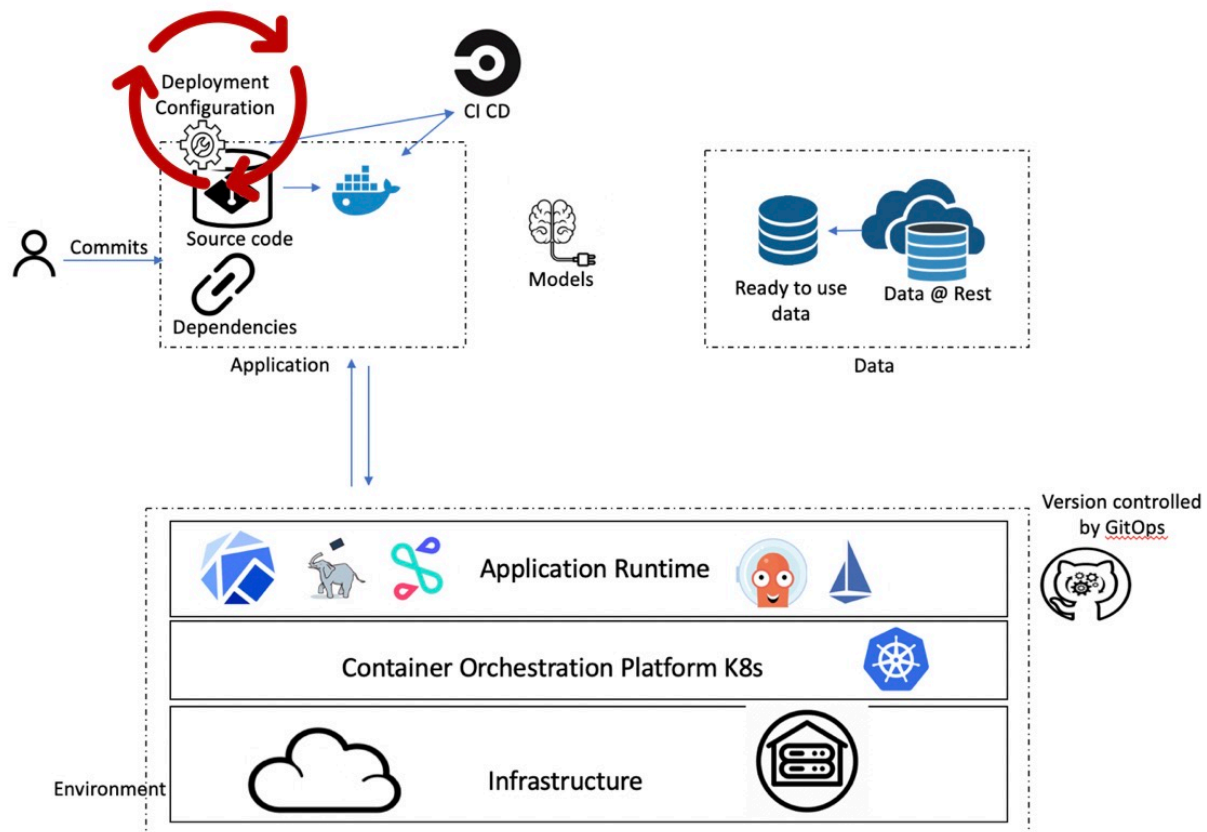 Deployment
Configuration
CI CD
Commits
Source code
Dependencies
Application
Models
Ready to use
data
Data @ Rest
Data
Version controlled
by GitOps
Application Runtime
Container Orchestration Platform K8s
Infrastructure
Environment